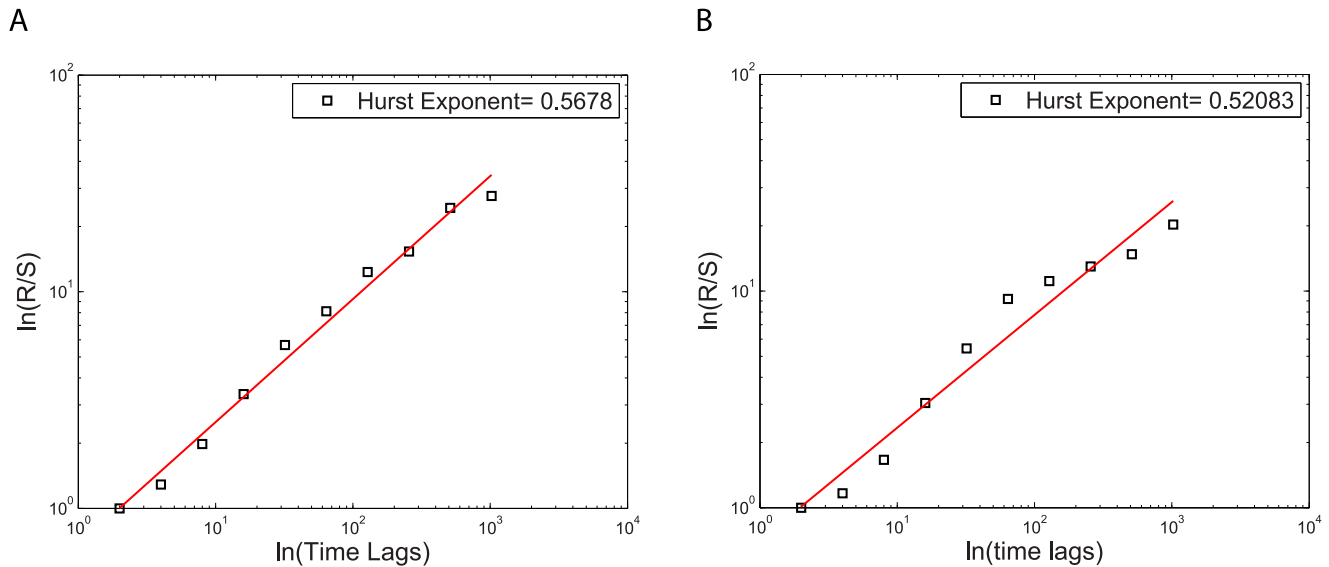 A
B
10^2
Hurst Exponent= 0.5678
10^1
10^0
ln(R/S)
10^0
10^1
10^2
10^3
10^4
ln(Time Lags)
10^2
Hurst Exponent= 0.52083
10^1
10^0
ln(R/S)
10^0
10^1
10^2
10^3
10^4
ln(time lags)